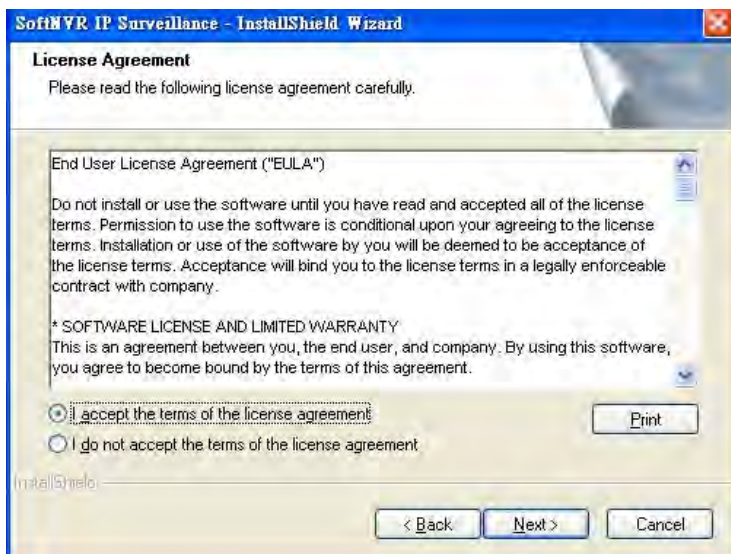 SoftNVR IP Surveillance - InstallShield Wizard
License Agreement
Please read the following license agreement carefully.
End User License Agreement ("EULA")
Do not install or use the software until you have read and accepted all of the license
terms. Permission to use the software is conditional upon your agreeing to the license
terms. Installation or use of the software by you will be deemed to be acceptance of
the license terms. Acceptance will bind you to the license terms in a legally enforceable
contract with company.
* SOFTWARE LICENSE AND LIMITED WARRANTY
This is an agreement between you, the end user, and company. By using this software,
you agree to become bound by the terms of this agreement.
I accept the terms of the license agreement
Print
I do not accept the terms of the license agreement
InstallShield
< Back
Next >
Cancel